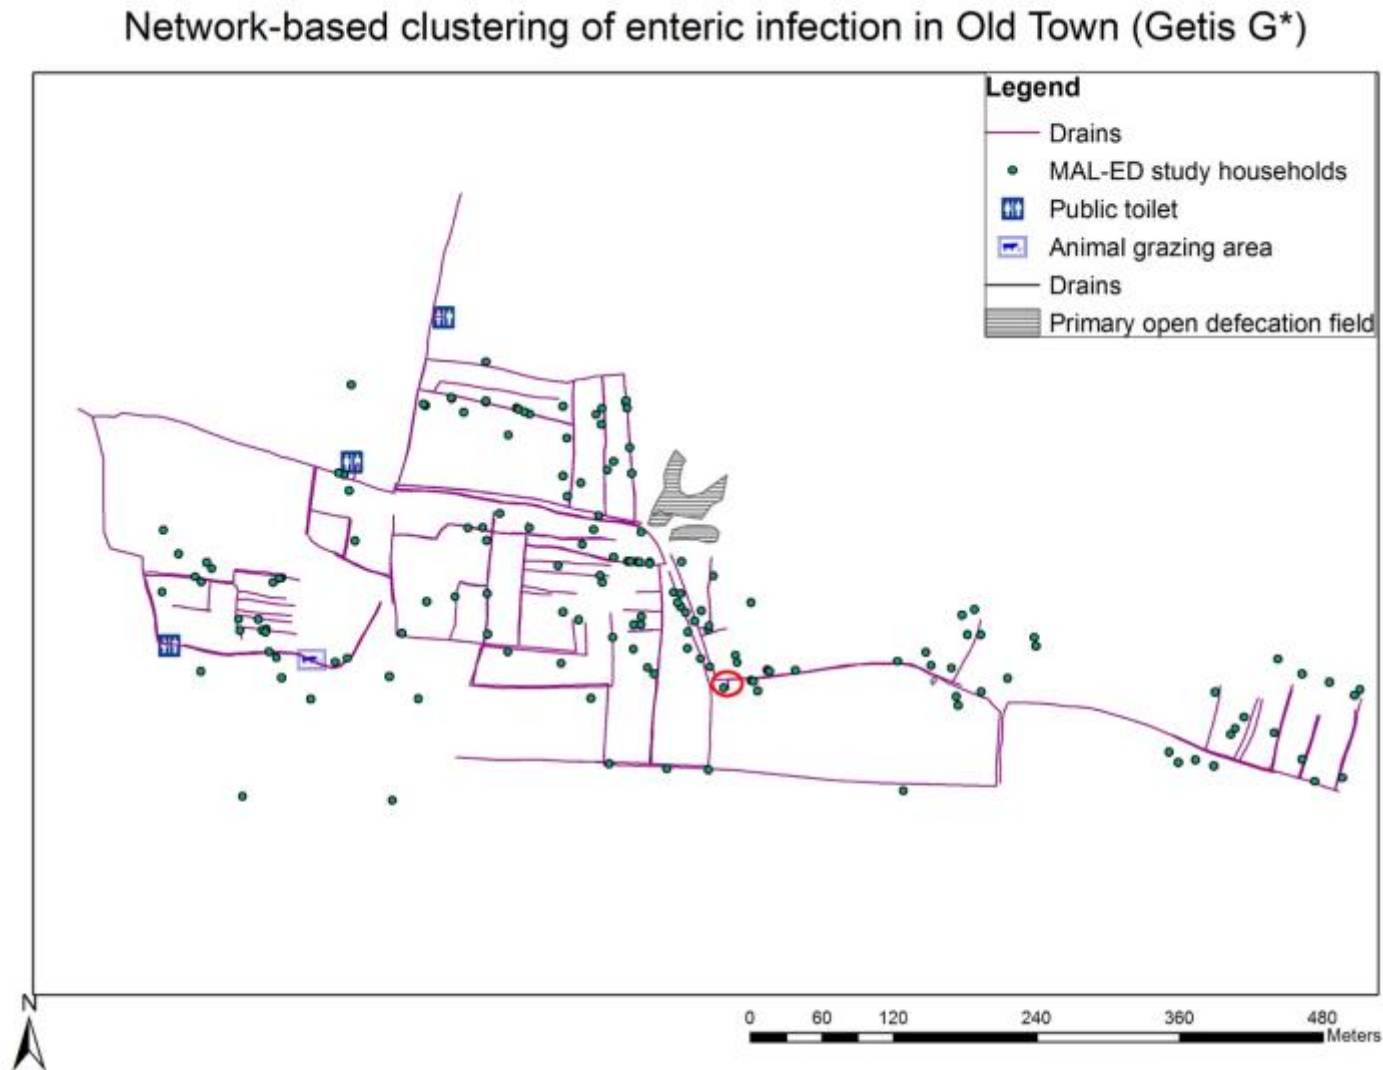 Network-based clustering of enteric infection in Old Town (Getis G*)
Legend
Drains
MAL-ED study households
Public toilet
Animal grazing area
Drains
Primary open defecation field
N
0 60 120 240 360 480
Meters